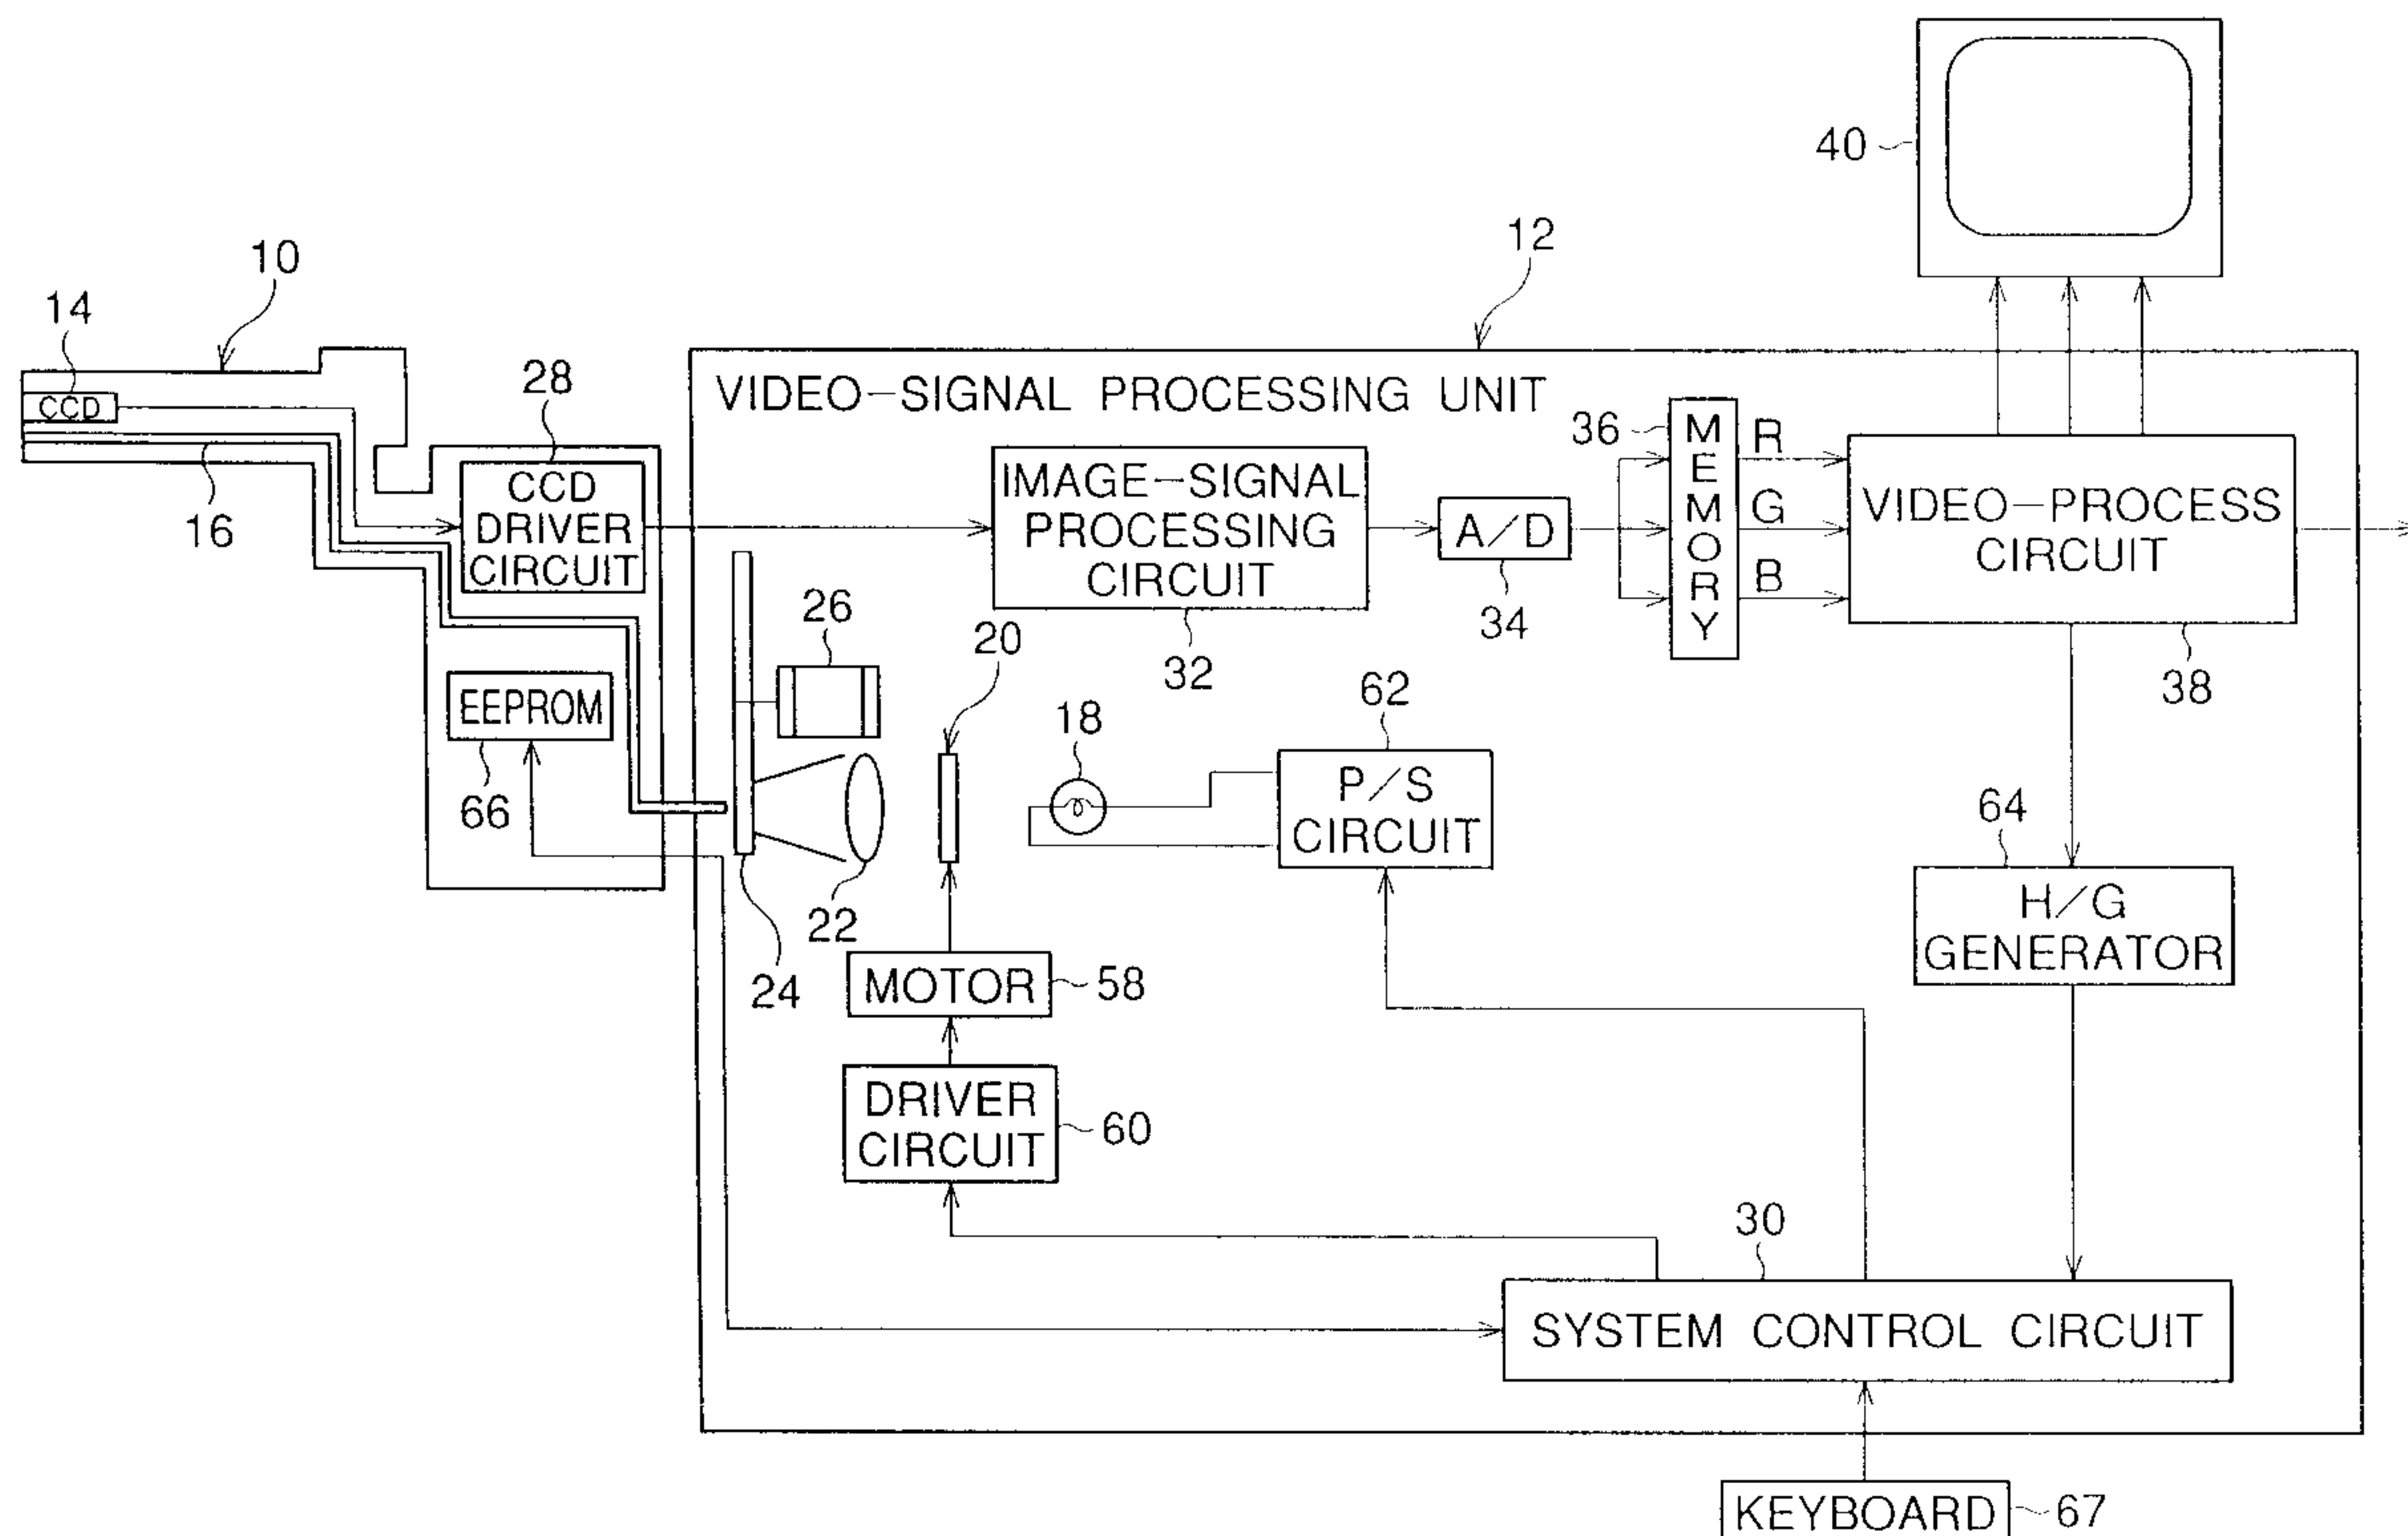 40
12
10
14
CCD
16
28
CCD
DRIVER
CIRCUIT
VIDEO-SIGNAL PROCESSING UNIT
IMAGE-SIGNAL
PROCESSING
CIRCUIT
32
A/D
34
36
MEMORY
R
G
B
VIDEO-PROCESS
CIRCUIT
38
EEPROM
66
26
20
18
62
P/S
CIRCUIT
22
24
MOTOR
58
DRIVER
CIRCUIT
60
64
H/G
GENERATOR
30
SYSTEM CONTROL CIRCUIT
KEYBOARD
67